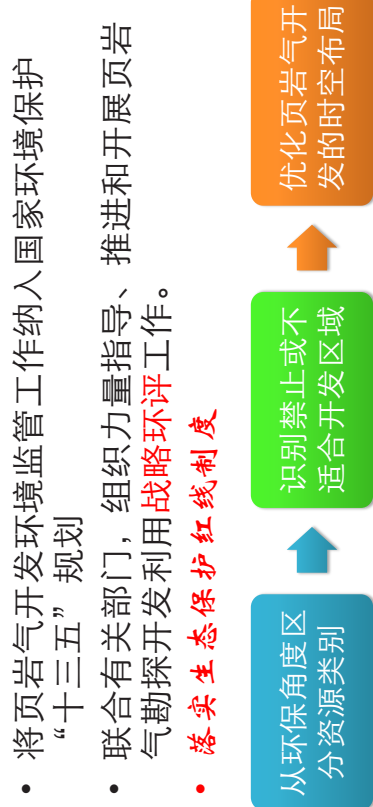 • 将页岩气开发环境监管工作纳入国家环境保护
“十三五”规划
• 联合有关部门，组织力量指导、推进和开展页岩
气勘探开发利用战略环评工作。
• 落实生态保护红线制度
从环保角度区
分资源类别
识别禁止或不
适合开发区域
优化页岩气开
发的时空布局